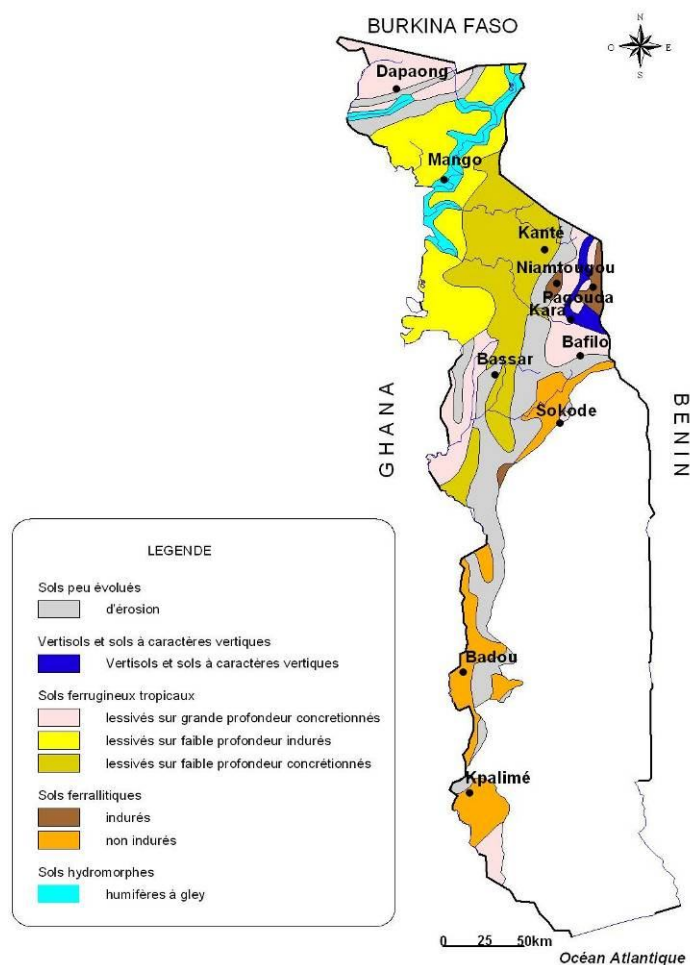 BURKINA FASO
N
O
E
S
Dapaong
Mango
Kanté
Niamtougou
Pagouda
Kara
Bafilo
Bassar
Sokode
GHANA
BENIN
Badou
Kpalimé
LEGENDE
Sols peu évolués
d'érosion
Vertisols et sols à caractères vertiques
Vertisols et sols à caractères vertiques
Sols ferrugineux tropicaux
lessivés sur grande profondeur concretionnés
lessivés sur faible profondeur indurés
lessivés sur faible profondeur concrétionnés
Sols ferrallitiques
indurés
non indurés
Sols hydromorphes
humifères à gley
0 25 50km
Océan Atlantique